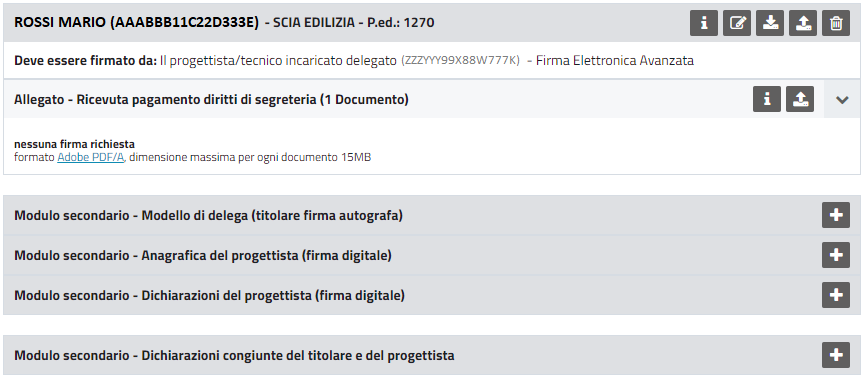 ROSSI MARIO (AAABBB11C22D333E) - SCIA EDILIZIA - P.ed.: 1270
Deve essere firmato da: Il progettista/tecnico incaricato delegato (ZZZYYY99X88W777K) - Firma Elettronica Avanzata
Allegato - Ricevuta pagamento diritti di segreteria (1 Documento)
nessuna firma richiesta
formato Adobe PDF/A, dimensione massima per ogni documento 15MB
Modulo secondario - Modello di delega (titolare firma autografa)
Modulo secondario - Anagrafica del progettista (firma digitale)
Modulo secondario - Dichiarazioni del progettista (firma digitale)
Modulo secondario - Dichiarazioni congiunte del titolare e del progettista